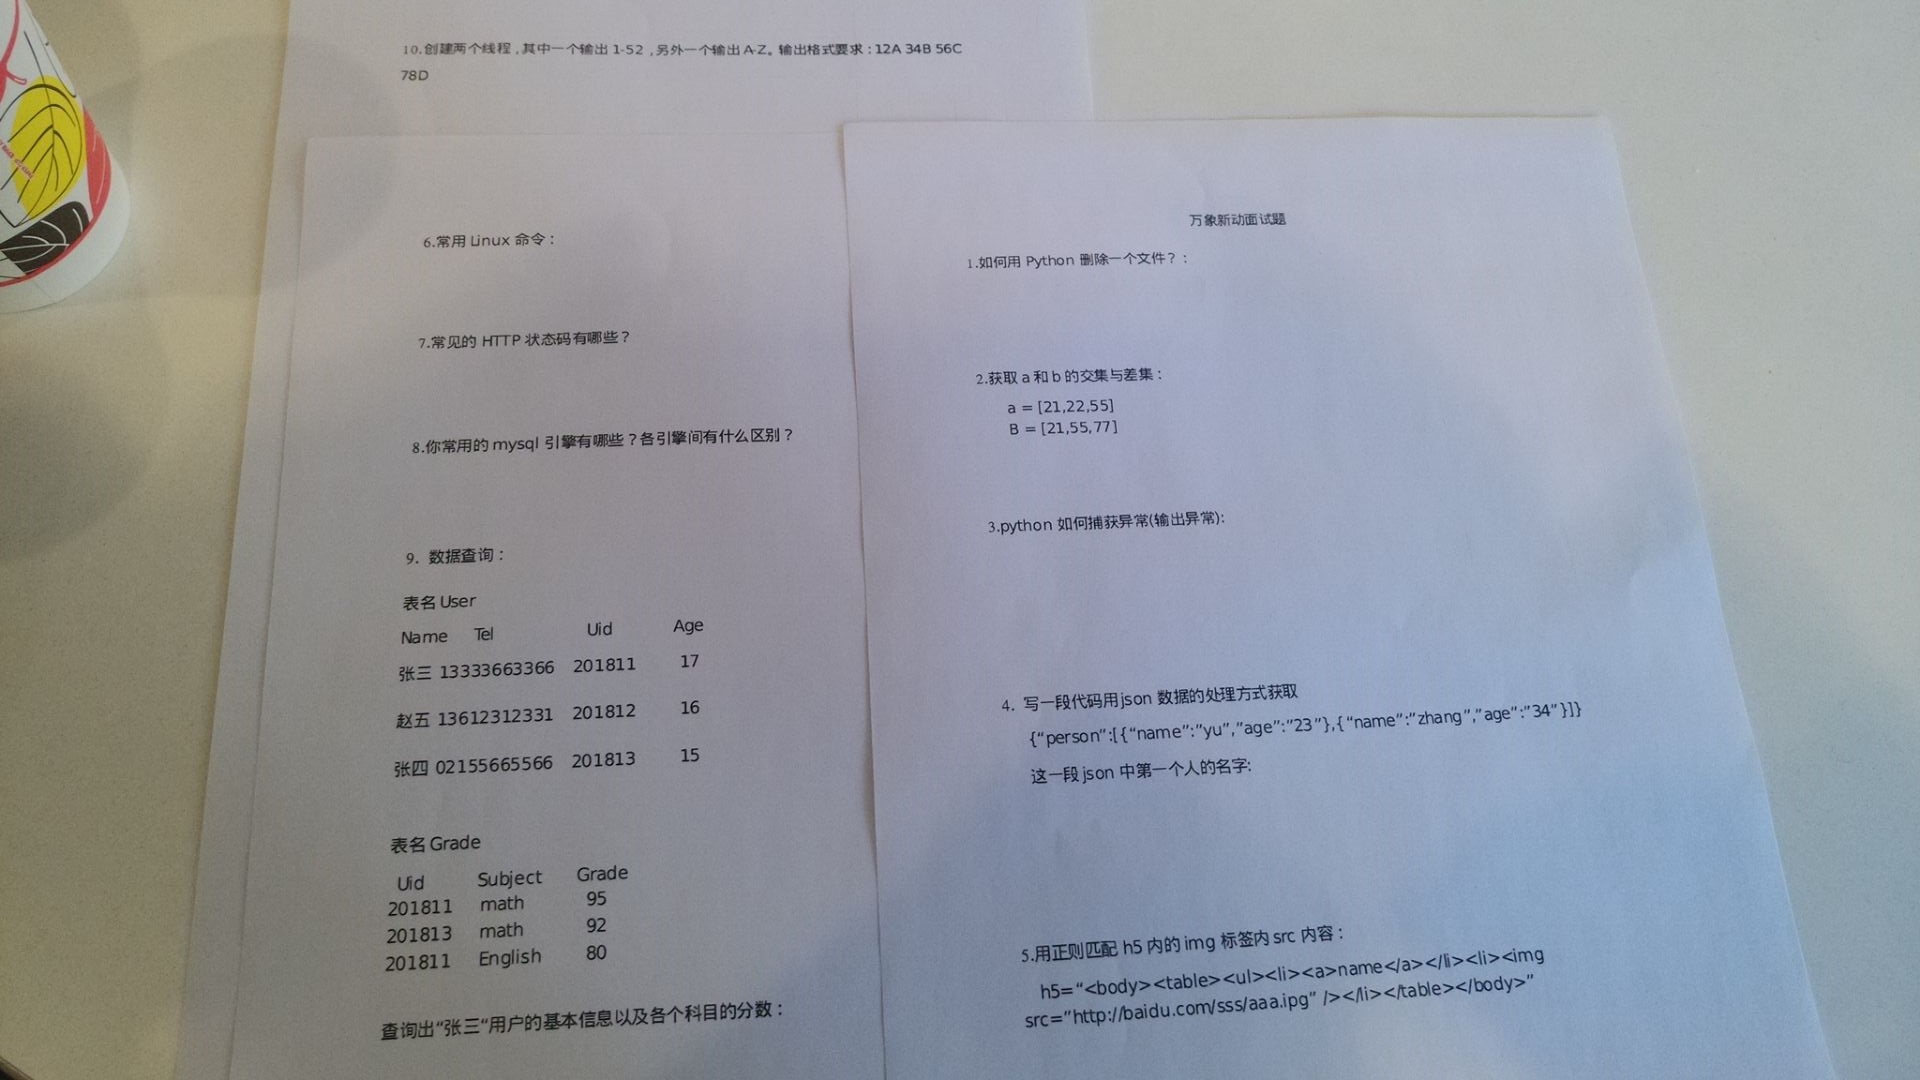 万象新动面试题
1.如何用 Python 删除一个文件？:
2.获取 a 和 b 的交集与差集：
a = [21,22,55]
B = [21,55,77]
3.python 如何捕获异常(输出异常):
4. 写一段代码用json 数据的处理方式获取
{“person”:[{“name”:”yu”,”age”:”23”},{“name”:”zhang”,”age”:”34”}]}
这一段json 中第一个人的名字:
5.用正则匹配 h5 内的 img 标签内 src 内容：
h5=“<body><table><ul><li><a>name</a></li><li><img
src=”http://baidu.com/sss/aaa.jpg” /></li></table></body>”
6.常用 Linux 命令：
7.常见的 HTTP 状态码有哪些？
8.你常用的 mysql 引擎有哪些？各引擎间有什么区别？
9. 数据查询：
表名 User
Name Tel Uid Age
张三 13333663366 201811 17
赵五 13612312331 201812 16
张四 02155665566 201813 15
表名 Grade
Uid Subject Grade
201811 math 95
201813 math 92
201811 English 80
查询出“张三“用户的基本信息以及各个科目的分数：
10.创建两个线程，其中一个输出 1-52，另外一个输出 A-Z。输出格式要求：12A 34B 56C
78D